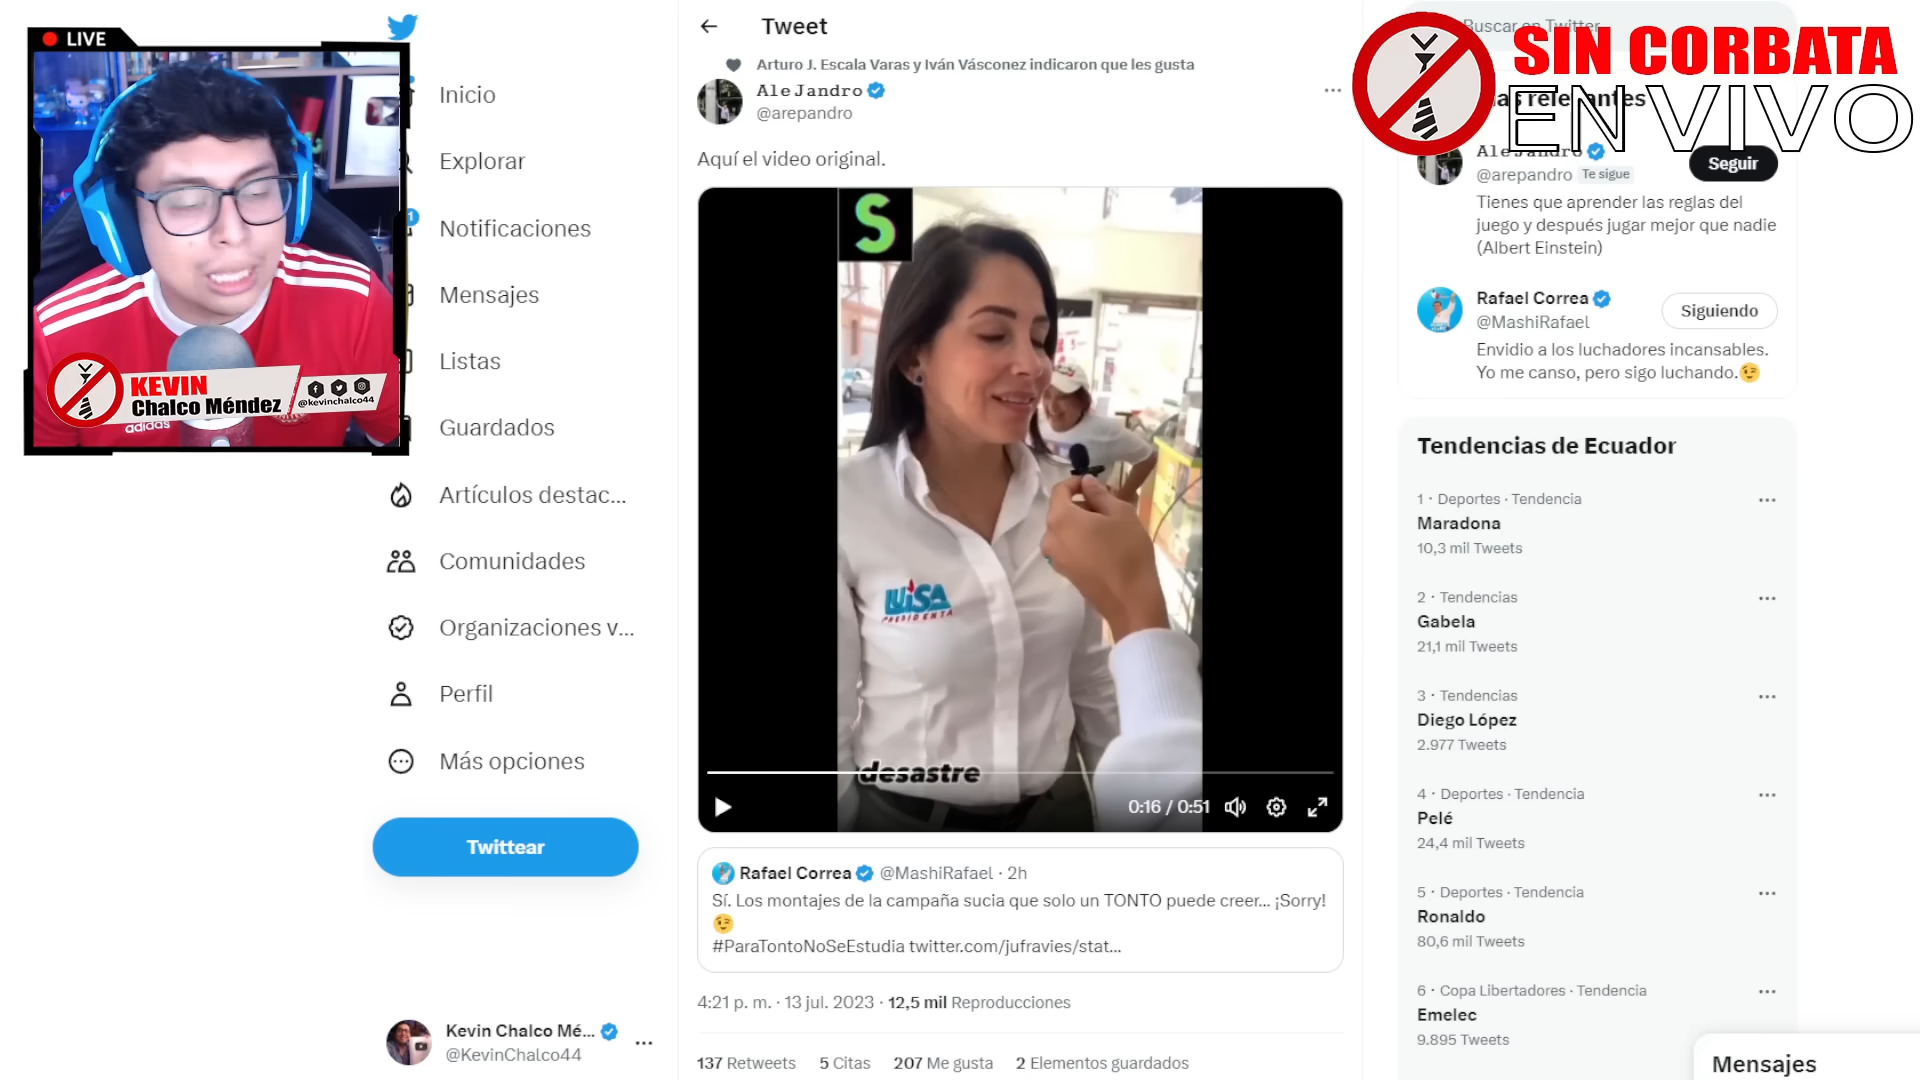 LIVE
KEVIN
Chalco Méndez
@kevinchalco44
adidas
Inicio
Explorar
1
Notificaciones
Mensajes
Listas
Guardados
Artículos destac...
Comunidades
Organizaciones v...
Perfil
Más opciones
Twittear
Kevin Chalco Mé...
@KevinChalco44
Tweet
Arturo J. Escala Varas y Iván Vásconez indicaron que les gusta
AleJandro
@arepandro
Aquí el video original.
S
LUISA
PRESIDENTA
desastre
0:16 / 0:51
Rafael Correa @MashiRafael · 2h
Sí. Los montajes de la campaña sucia que solo un TONTO puede creer... ¡Sorry!
#ParaTontoNoSeEstudia twitter.com/jufravies/stat...
4:21 p. m. · 13 jul. 2023 · 12,5 mil Reproducciones
137 Retweets 5 Citas 207 Me gusta 2 Elementos guardados
Buscar en Twitter
SIN CORBATA
EN VIVO
relevantes
AleJandro
@arepandro Te sigue
Seguir
Tienes que aprender las reglas del
juego y después jugar mejor que nadie
(Albert Einstein)
Rafael Correa
@MashiRafael
Siguiendo
Envidio a los luchadores incansables.
Yo me canso, pero sigo luchando.
Tendencias de Ecuador
1 · Deportes · Tendencia
Maradona
10,3 mil Tweets
2 · Tendencias
Gabela
21,1 mil Tweets
3 · Tendencias
Diego López
2.977 Tweets
4 · Deportes · Tendencia
Pelé
24,4 mil Tweets
5 · Deportes · Tendencia
Ronaldo
80,6 mil Tweets
6 · Copa Libertadores · Tendencia
Emelec
9.895 Tweets
Mensajes